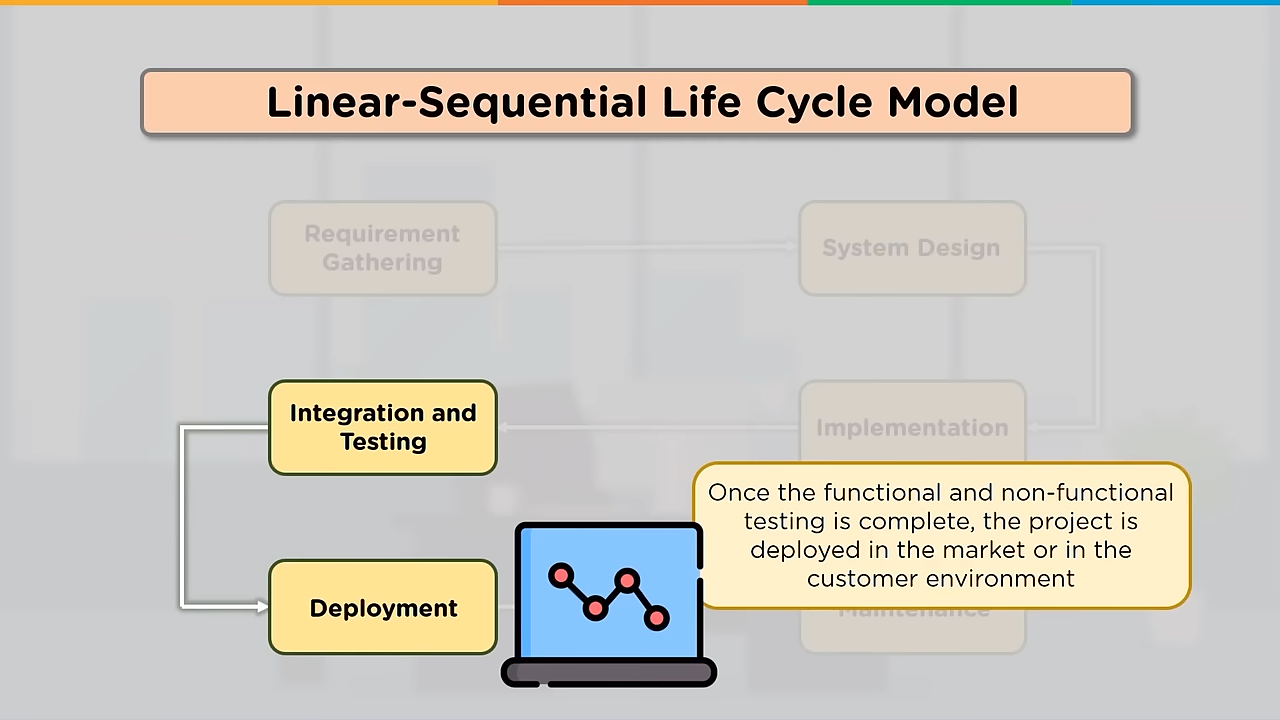 Linear-Sequential Life Cycle Model
Requirement
Gathering
System Design
Integration and
Testing
Implementation
Once the functional and non-functional
testing is complete, the project is
deployed in the market or in the
customer environment
Deployment
Maintenance